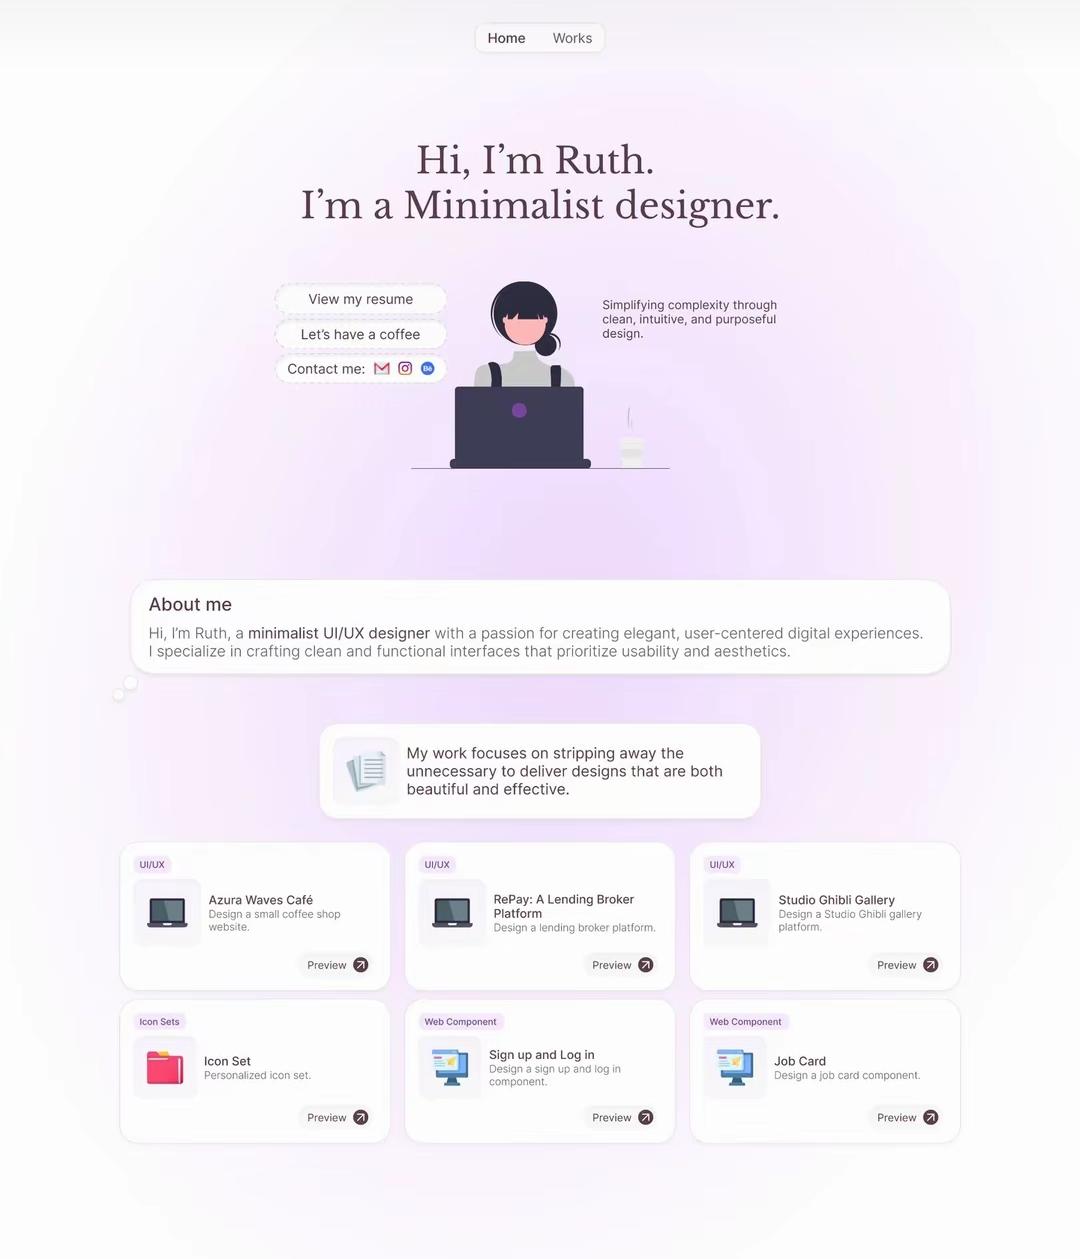 Home
Works
Hi, I’m Ruth.
I’m a Minimalist designer.
View my resume
Let’s have a coffee
Contact me:
Bē
Simplifying complexity through
clean, intuitive, and purposeful
design.
About me
Hi, I’m Ruth, a minimalist UI/UX designer with a passion for creating elegant, user-centered digital experiences.
I specialize in crafting clean and functional interfaces that prioritize usability and aesthetics.
My work focuses on stripping away the
unnecessary to deliver designs that are both
beautiful and effective.
UI/UX
Azura Waves Café
Design a small coffee shop
website.
Preview
UI/UX
RePay: A Lending Broker
Platform
Design a lending broker platform.
Preview
UI/UX
Studio Ghibli Gallery
Design a Studio Ghibli gallery
platform.
Preview
Icon Sets
Icon Set
Personalized icon set.
Preview
Web Component
Sign up and Log in
Design a sign up and log in
component.
Preview
Web Component
Job Card
Design a job card component.
Preview